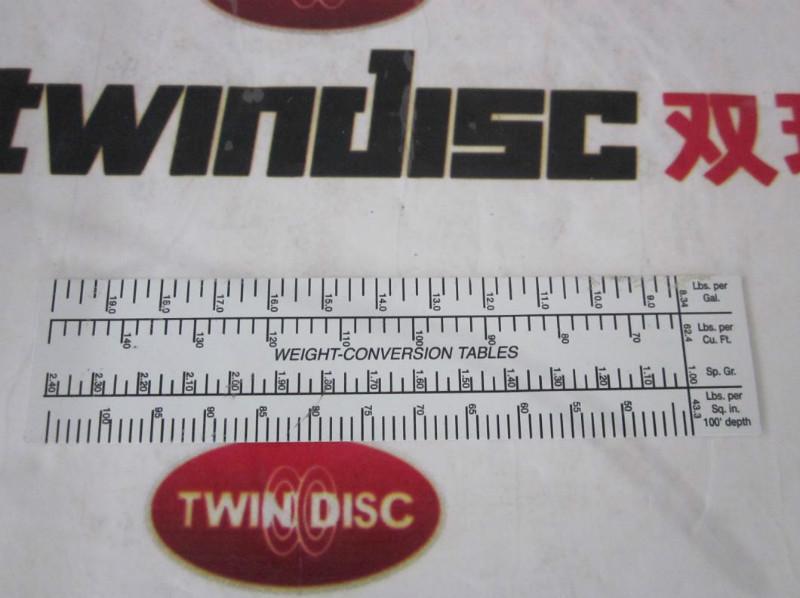 twindisc 双
19.0 18.0 17.0 16.0 15.0 14.0 13.0 12.0 11.0 10.0 9.0 8.34 Lbs. per Gal.
140 130 120 110 100 90 80 70 62.4 Lbs. per Cu. Ft.
WEIGHT-CONVERSION TABLES
2.40 2.30 2.20 2.10 2.00 1.90 1.80 1.70 1.60 1.50 1.40 1.30 1.20 1.10 1.00 Sp. Gr.
100 95 90 85 80 75 70 65 60 55 50 43.3 Lbs. per Sq. in. 100' depth
TWIN DISC